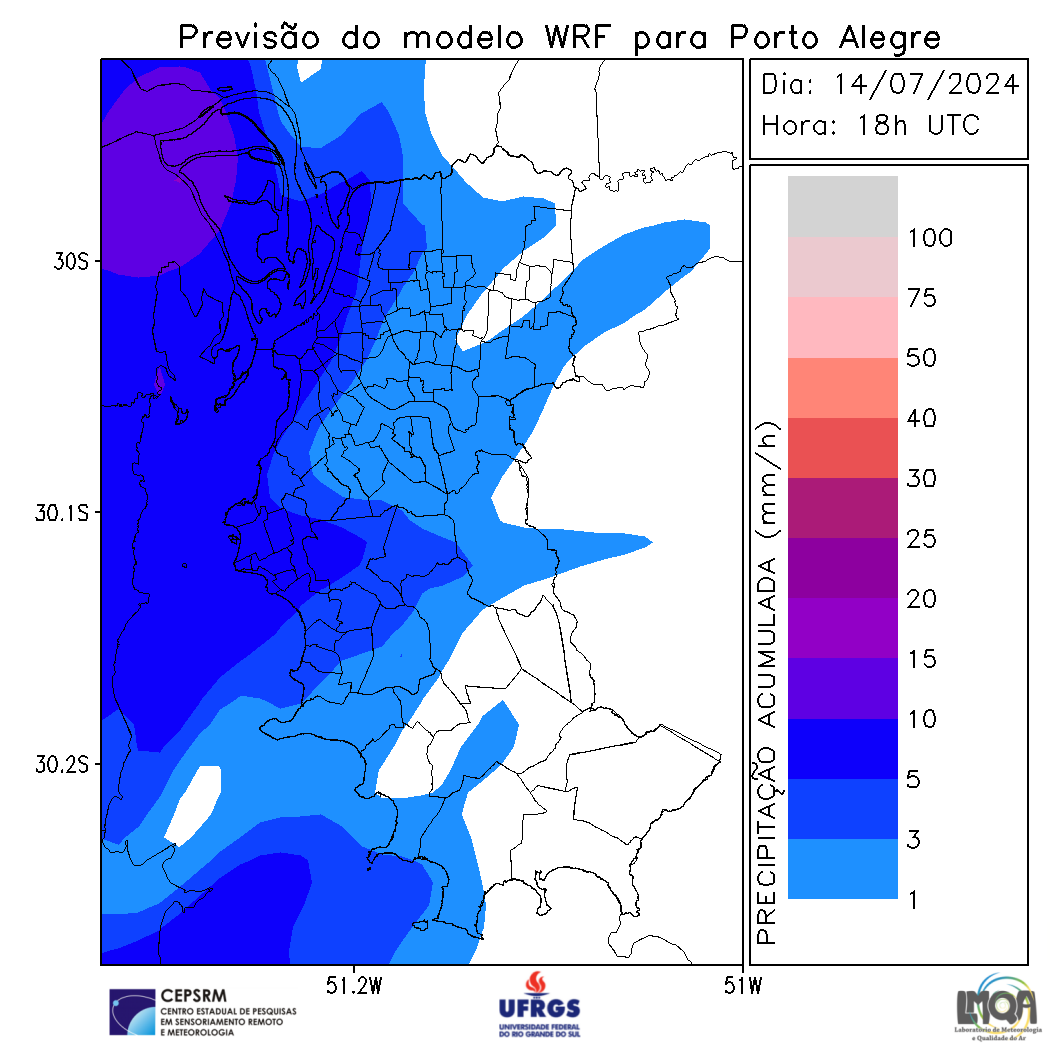 Previsão do modelo WRF para Porto Alegre
Dia: 14/07/2024
Hora: 18h UTC
30S
30.1S
30.2S
51.2W
51W
PRECIPITAÇÃO ACUMULADA (mm/h)
100
75
50
40
30
25
20
15
10
5
3
1
CEPSRM
CENTRO ESTADUAL DE PESQUISAS
EM SENSORIAMENTO REMOTO
E METEOROLOGIA
UFRGS
UNIVERSIDADE FEDERAL
DO RIO GRANDE DO SUL
LMQA
Laboratório de Meteorologia
e Qualidade do Ar